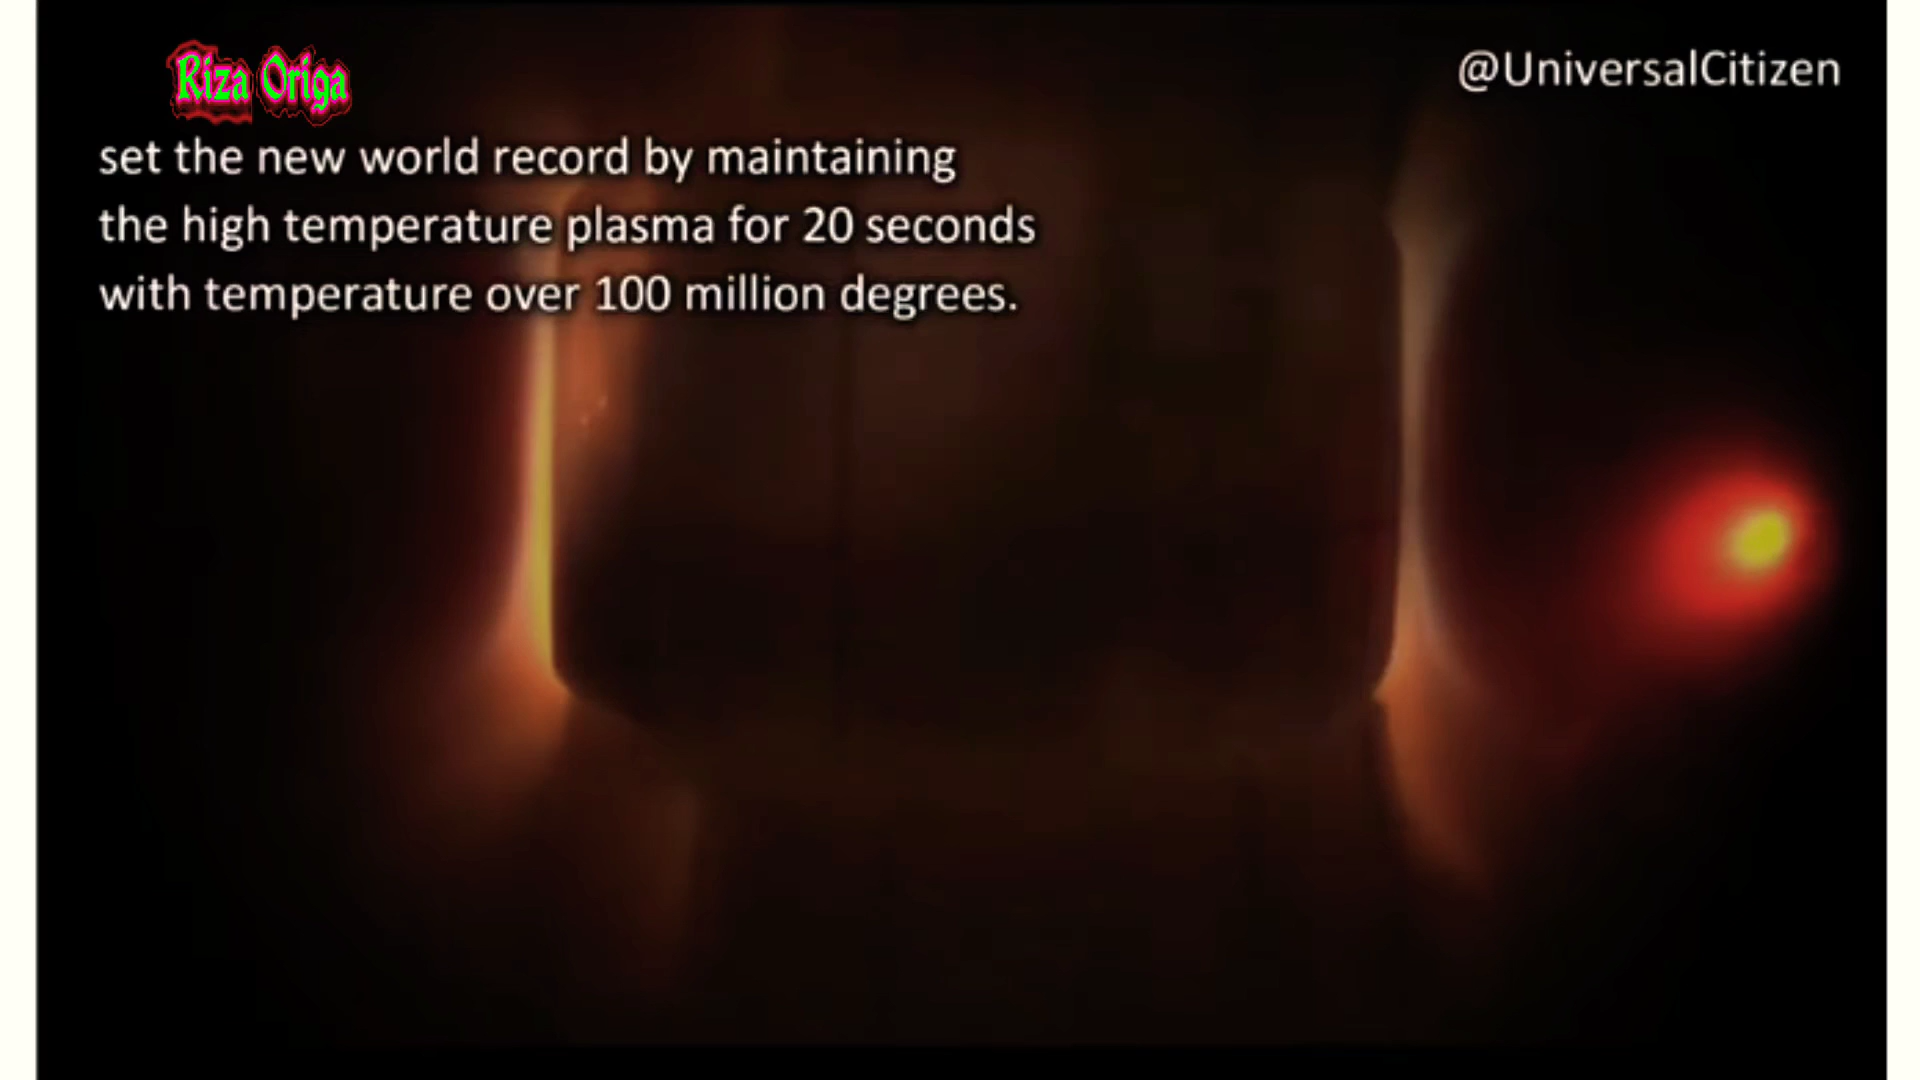 Riza Origa
@UniversalCitizen
set the new world record by maintaining
the high temperature plasma for 20 seconds
with temperature over 100 million degrees.